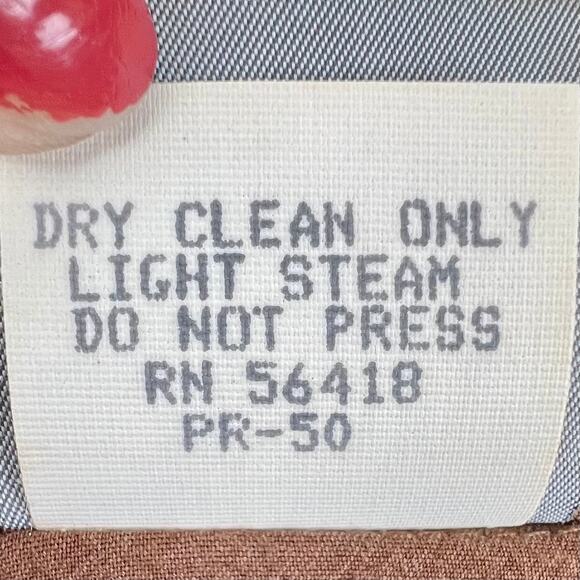 DRY CLEAN ONLY
LIGHT STEAM
DO NOT PRESS
RN 56418
PR-50